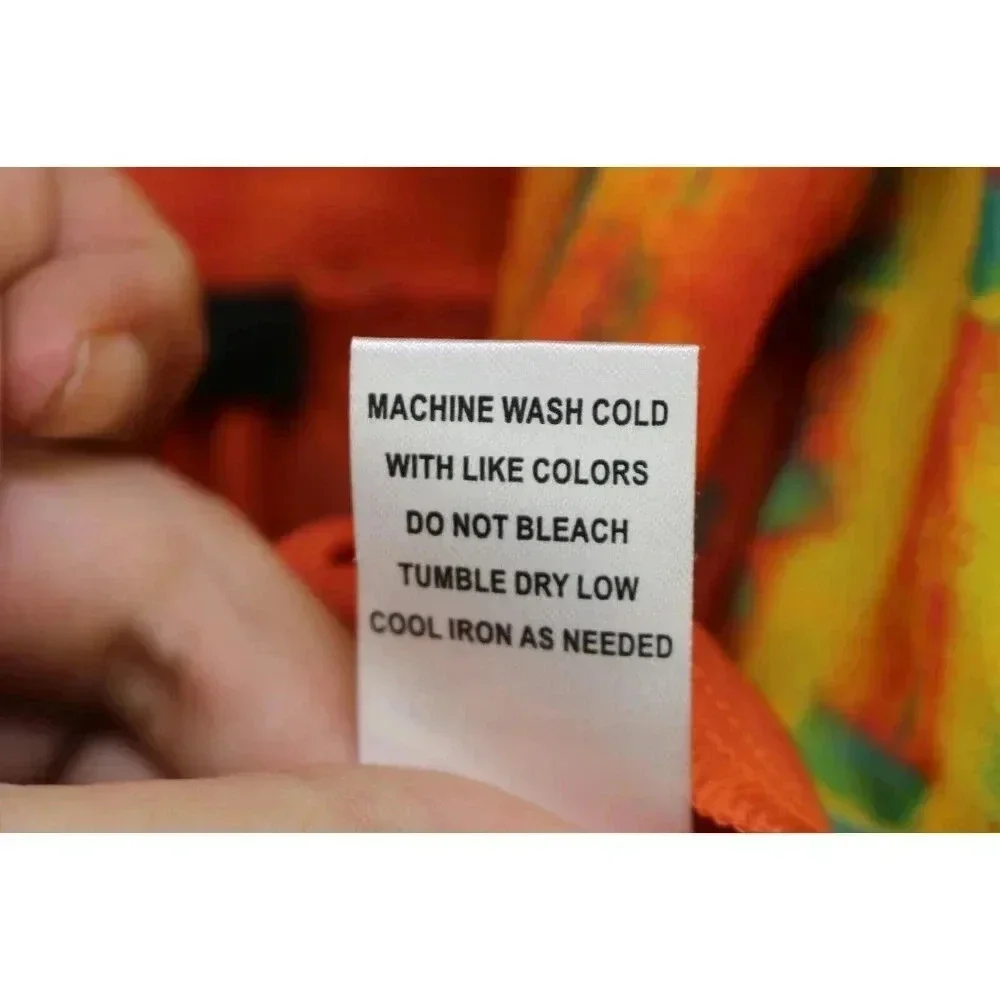 MACHINE WASH COLD
WITH LIKE COLORS
DO NOT BLEACH
TUMBLE DRY LOW
COOL IRON AS NEEDED